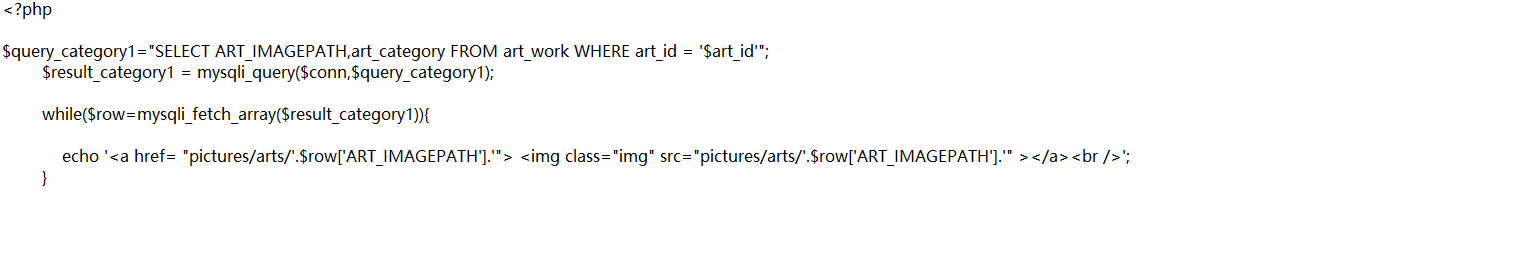 <?php
$query_category1="SELECT ART_IMAGEPATH,art_category FROM art_work WHERE art_id = '$art_id'";
$result_category1 = mysqli_query($conn,$query_category1);
while($row=mysqli_fetch_array($result_category1)){
echo '<a href= "pictures/arts/'.$row['ART_IMAGEPATH'].'"> <img class="img" src="pictures/arts/'.$row['ART_IMAGEPATH'].'" ></a><br />';
}